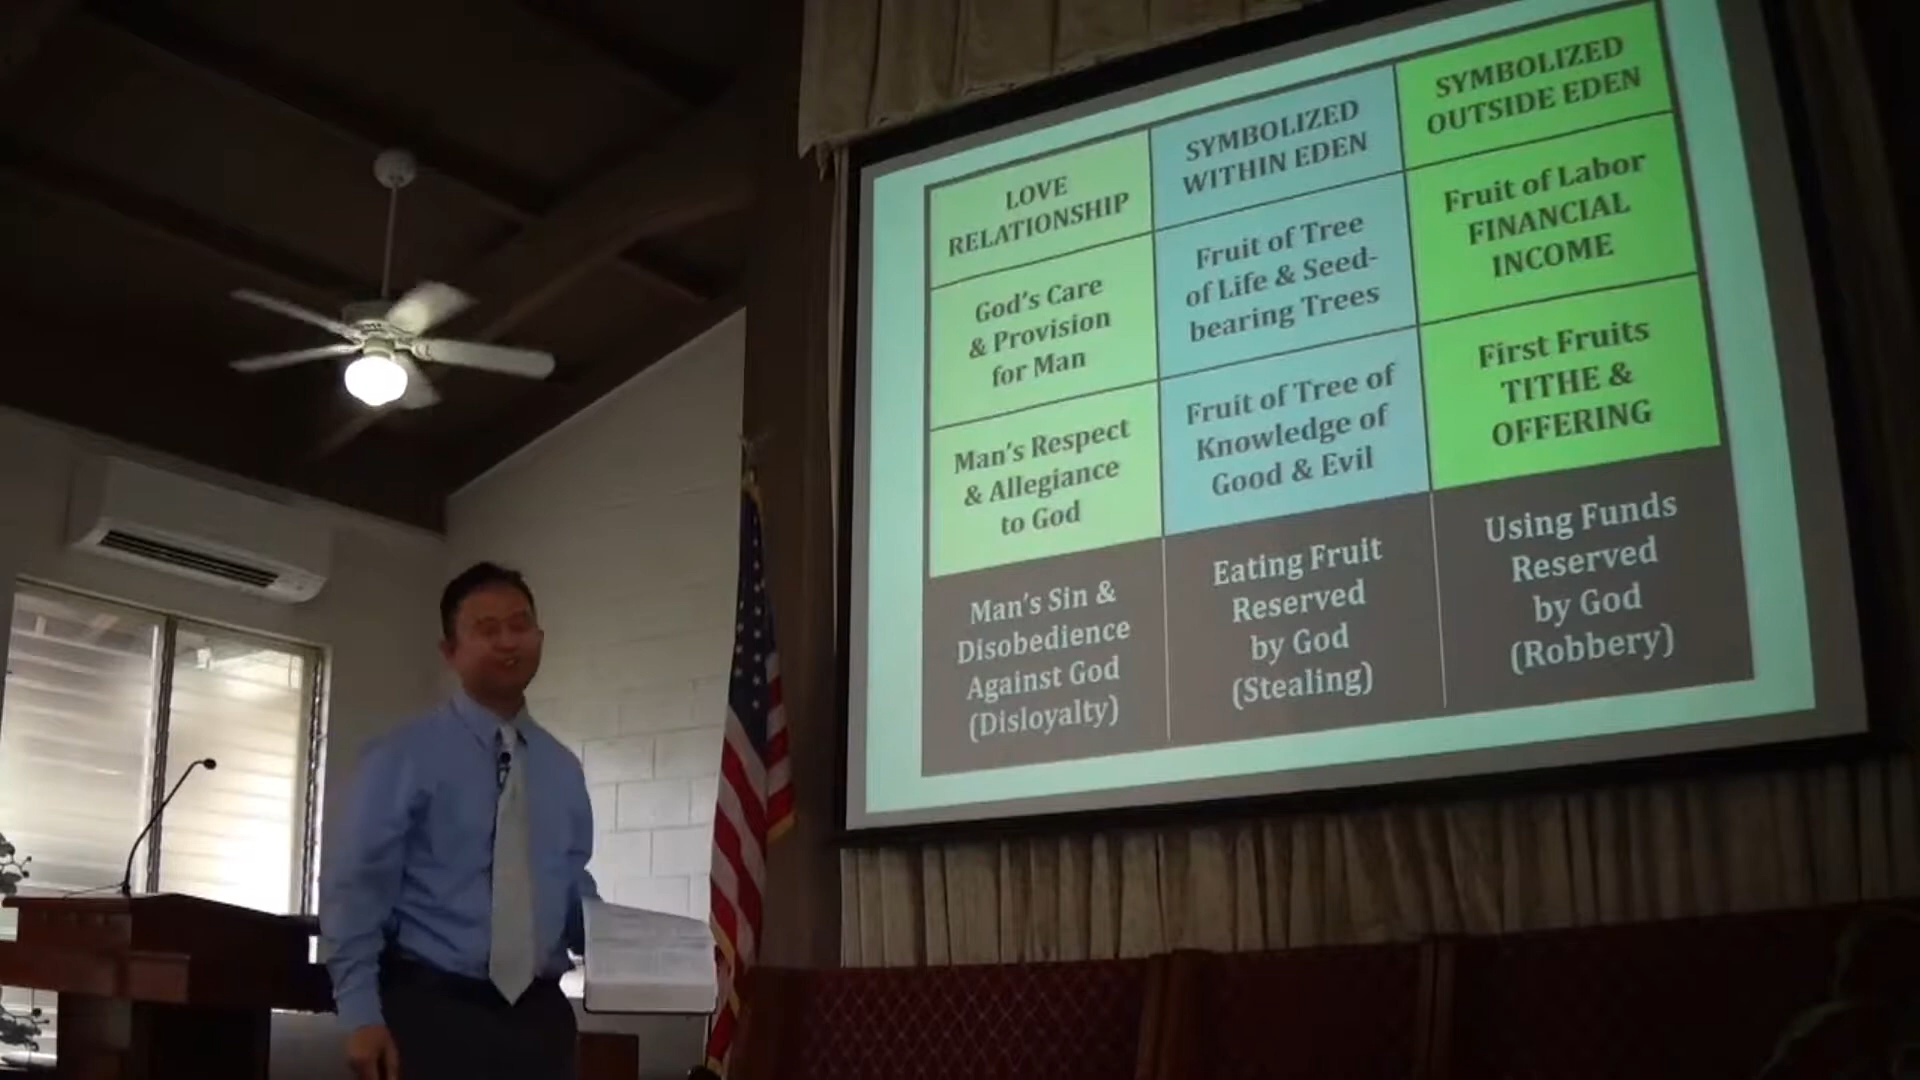 LOVE
RELATIONSHIP
SYMBOLIZED
WITHIN EDEN
SYMBOLIZED
OUTSIDE EDEN
God's Care
& Provision
for Man
Fruit of Tree
of Life & Seed-
bearing Trees
Fruit of Labor
FINANCIAL
INCOME
Man's Respect
& Allegiance
to God
Fruit of Tree of
Knowledge of
Good & Evil
First Fruits
TITHE &
OFFERING
Man's Sin &
Disobedience
Against God
(Disloyalty)
Eating Fruit
Reserved
by God
(Stealing)
Using Funds
Reserved
by God
(Robbery)